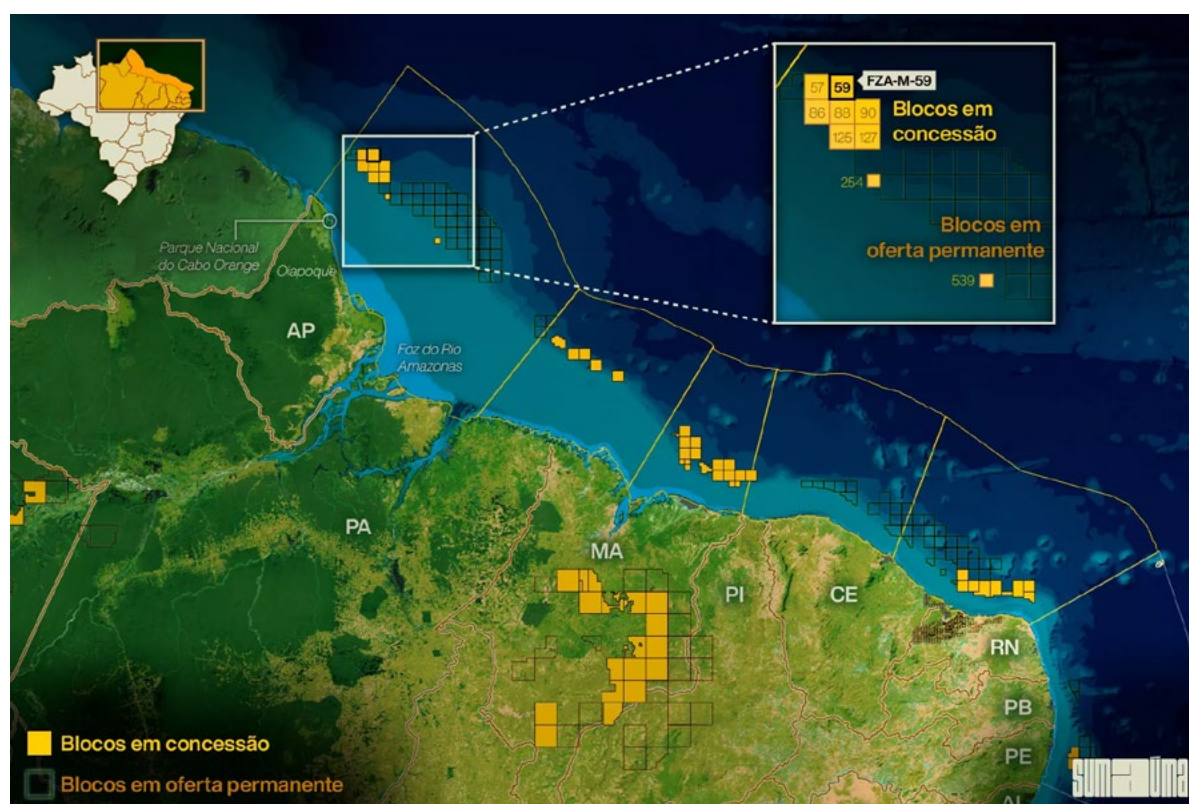 57
59
FZA-M-59
86
88
90
Blocos em
concessão
125
127
254
Blocos em
oferta permanente
539
Parque Nacional
do Cabo Orange
Oiapoque
AP
Foz do Rio
Amazonas
PA
MA
PI
CE
RN
PB
PE
AL
Blocos em concessão
Blocos em oferta permanente
SUMAÚMA